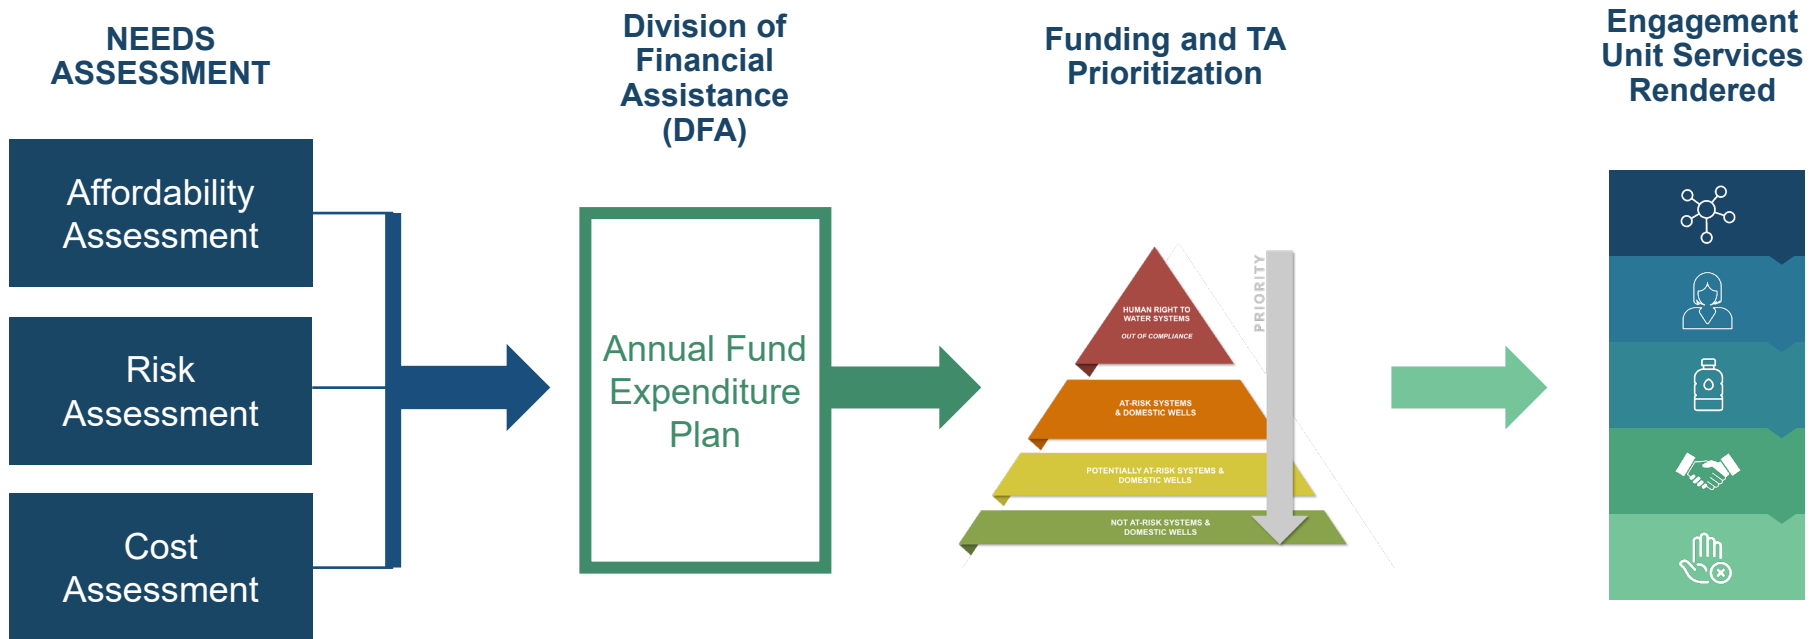 NEEDS
ASSESSMENT
Affordability
Assessment
Risk
Assessment
Cost
Assessment
Division of
Financial
Assistance
(DFA)
Annual Fund
Expenditure
Plan
Funding and TA
Prioritization
PRIORITY
HUMAN RIGHT TO
WATER SYSTEMS
OUT OF COMPLIANCE
AT-RISK SYSTEMS
& DOMESTIC WELLS
POTENTIALLY AT-RISK SYSTEMS &
DOMESTIC WELLS
NOT AT-RISK SYSTEMS &
DOMESTIC WELLS
Engagement
Unit Services
Rendered